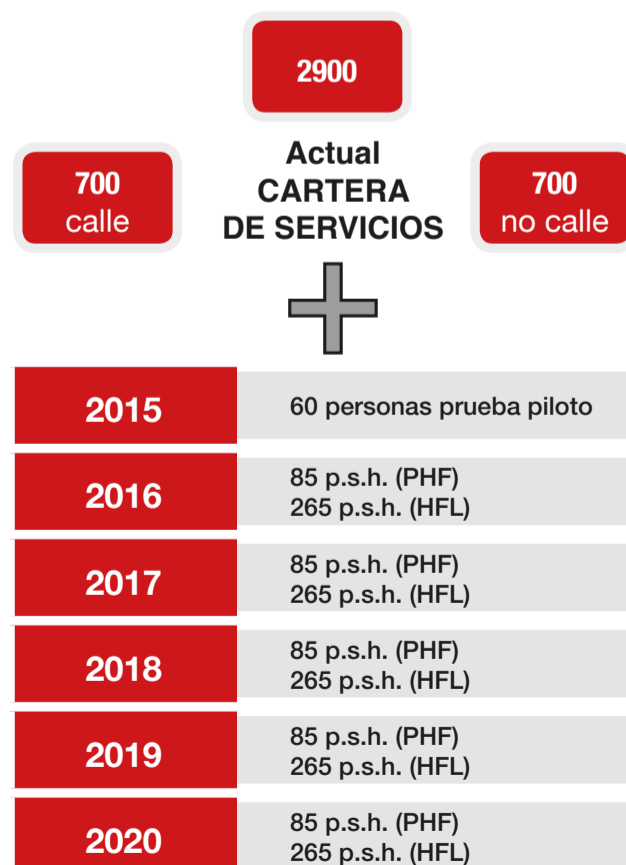 2900
Actual
CARTERA
DE SERVICIOS
700
calle
700
no calle
2015
60 personas prueba piloto
2016
85 p.s.h. (PHF)
265 p.s.h. (HFL)
2017
85 p.s.h. (PHF)
265 p.s.h. (HFL)
2018
85 p.s.h. (PHF)
265 p.s.h. (HFL)
2019
85 p.s.h. (PHF)
265 p.s.h. (HFL)
2020
85 p.s.h. (PHF)
265 p.s.h. (HFL)